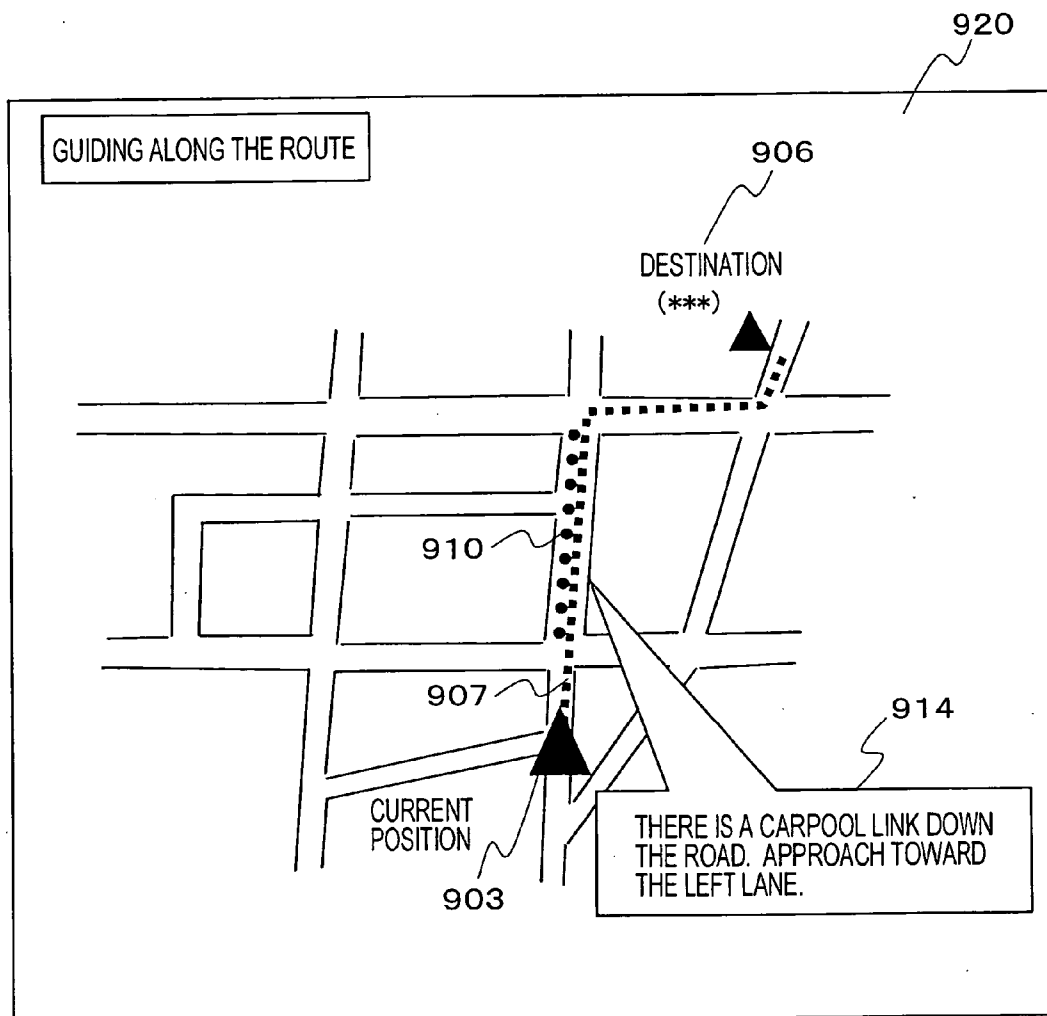 920
GUIDING ALONG THE ROUTE
906
DESTINATION
(***)
910
907
914
CURRENT
POSITION
903
THERE IS A CARPOOL LINK DOWN
THE ROAD. APPROACH TOWARD
THE LEFT LANE.